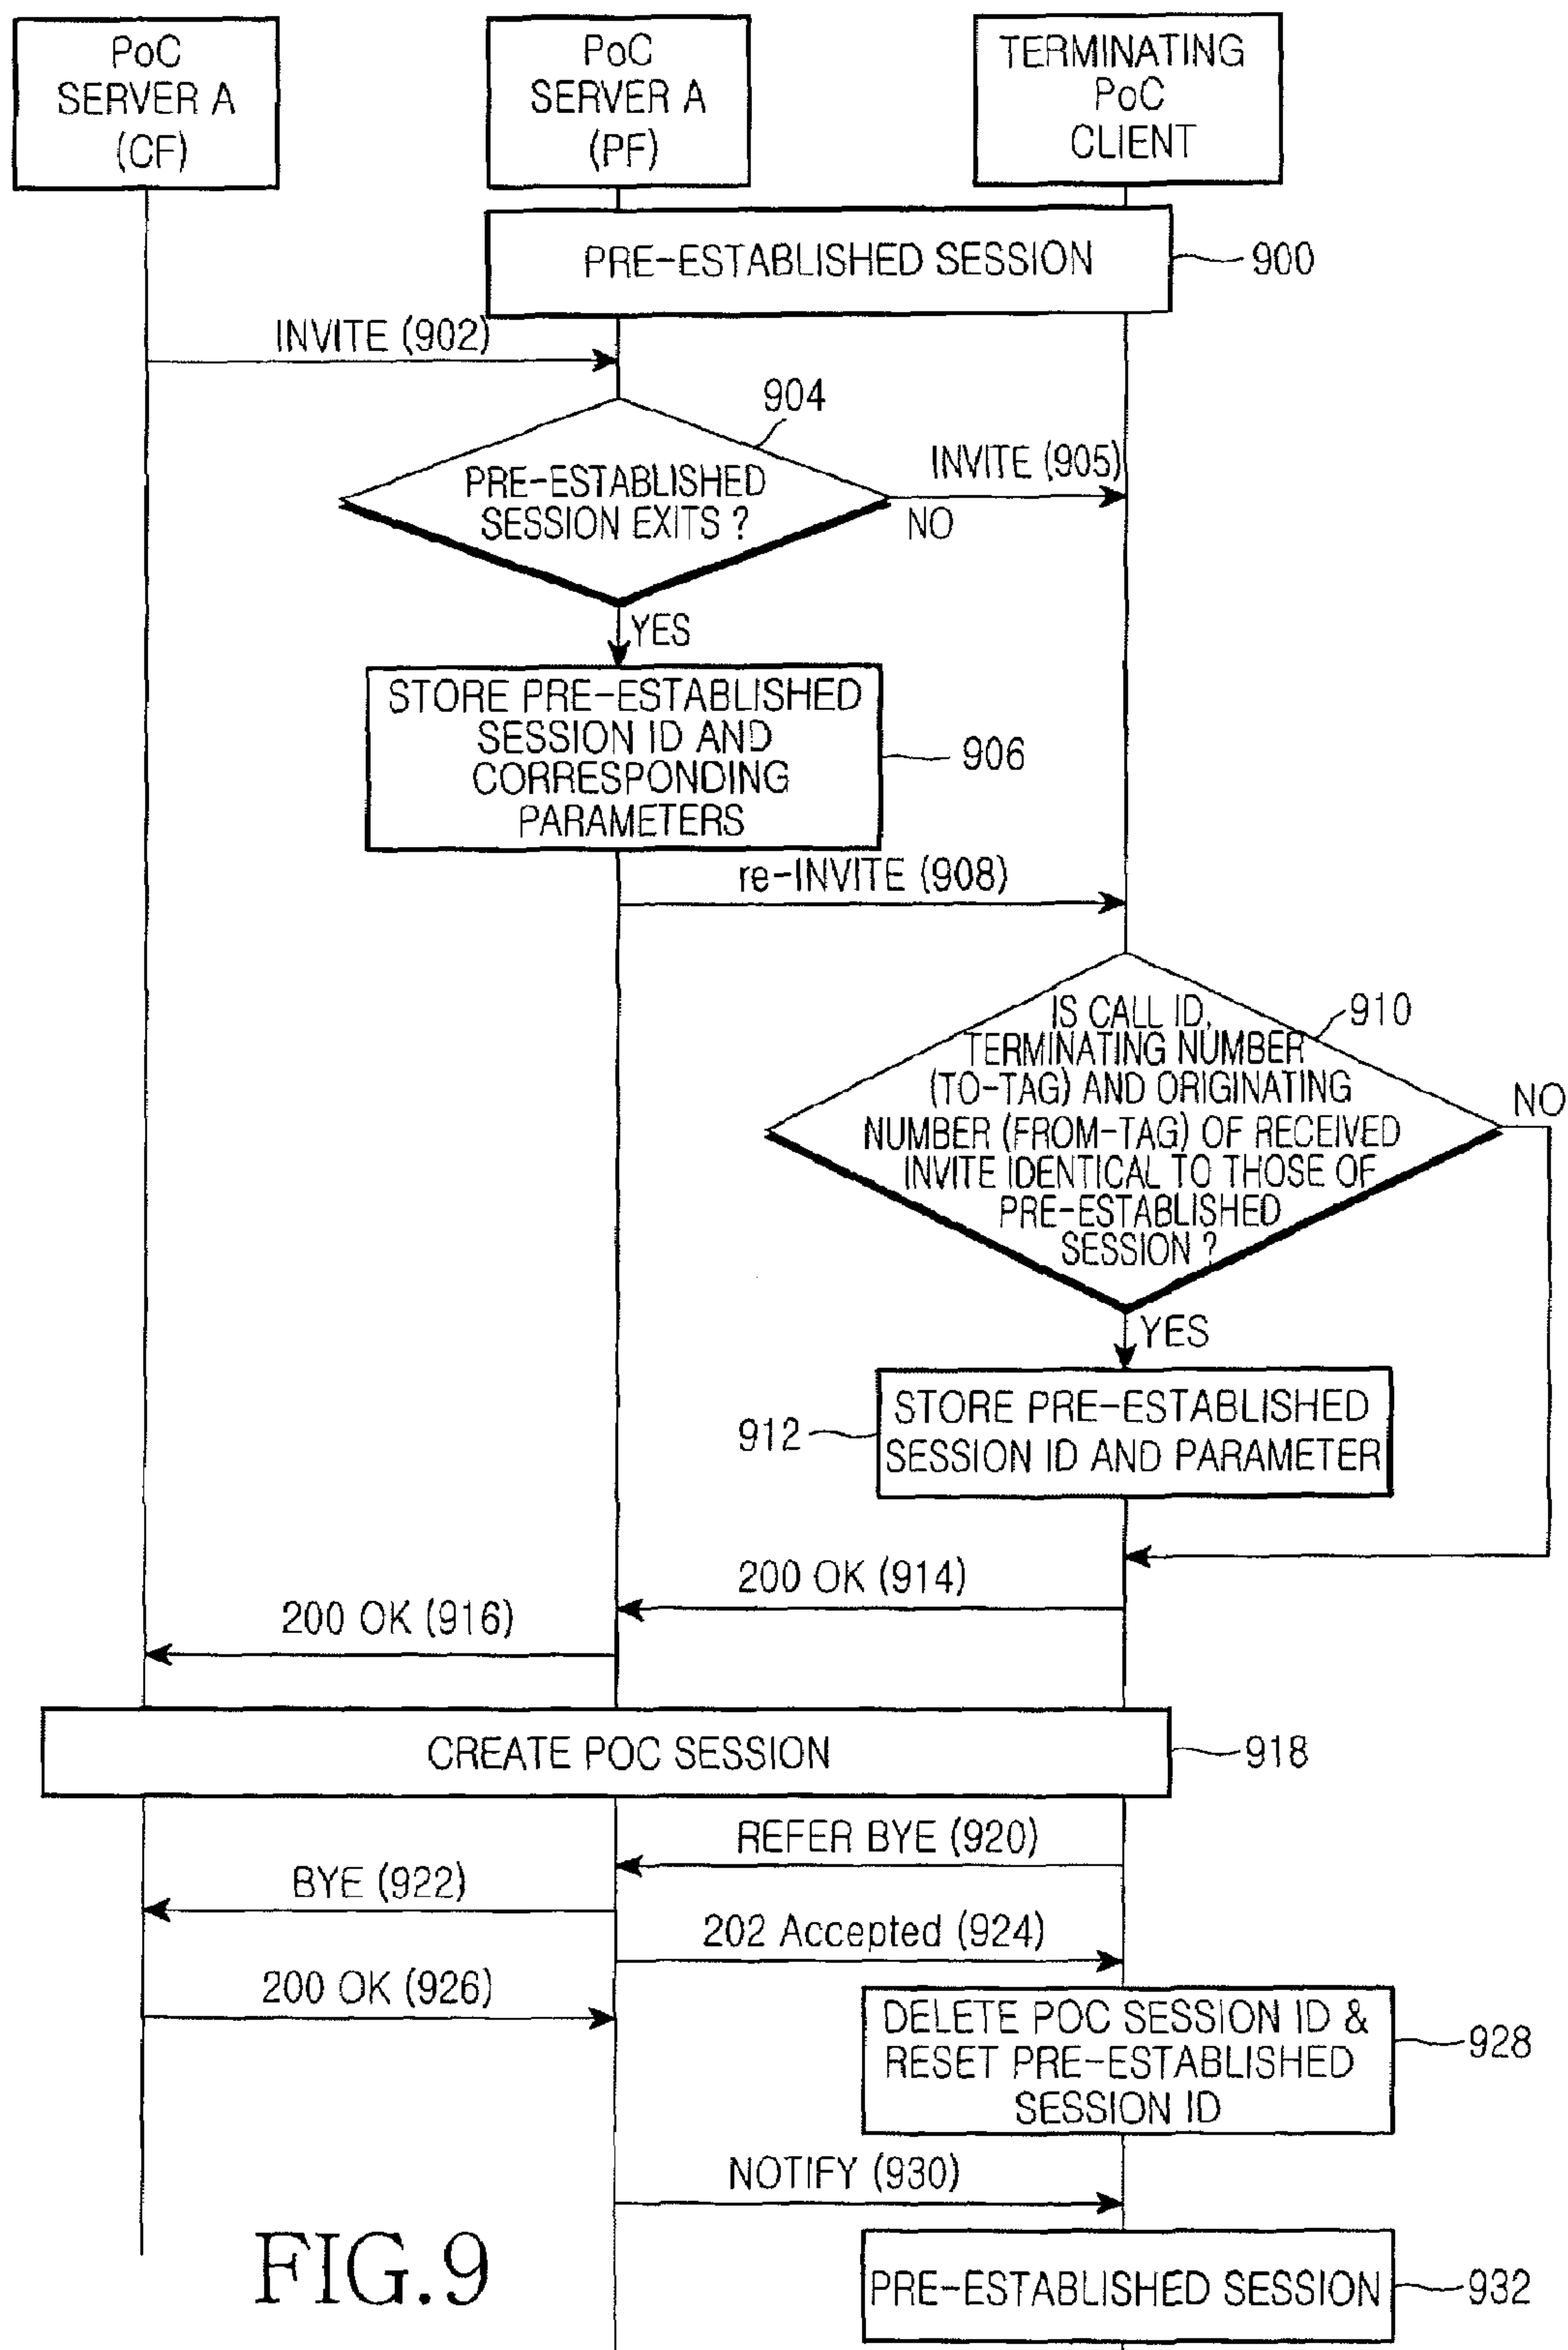 PoC
SERVER A
(CF)
PoC
SERVER A
(PF)
TERMINATING
PoC
CLIENT
PRE-ESTABLISHED SESSION
900
INVITE (902)
904
PRE-ESTABLISHED
SESSION EXITS ?
INVITE (905)
NO
YES
STORE PRE-ESTABLISHED
SESSION ID AND
CORRESPONDING
PARAMETERS
906
re-INVITE (908)
IS CALL ID,
TERMINATING NUMBER
(TO-TAG) AND ORIGINATING
NUMBER (FROM-TAG) OF RECEIVED
INVITE IDENTICAL TO THOSE OF
PRE-ESTABLISHED
SESSION ?
910
NO
YES
STORE PRE-ESTABLISHED
SESSION ID AND PARAMETER
912
200 OK (914)
200 OK (916)
CREATE POC SESSION
918
REFER BYE (920)
BYE (922)
202 Accepted (924)
200 OK (926)
DELETE POC SESSION ID &
RESET PRE-ESTABLISHED
SESSION ID
928
NOTIFY (930)
PRE-ESTABLISHED SESSION
932
FIG.9